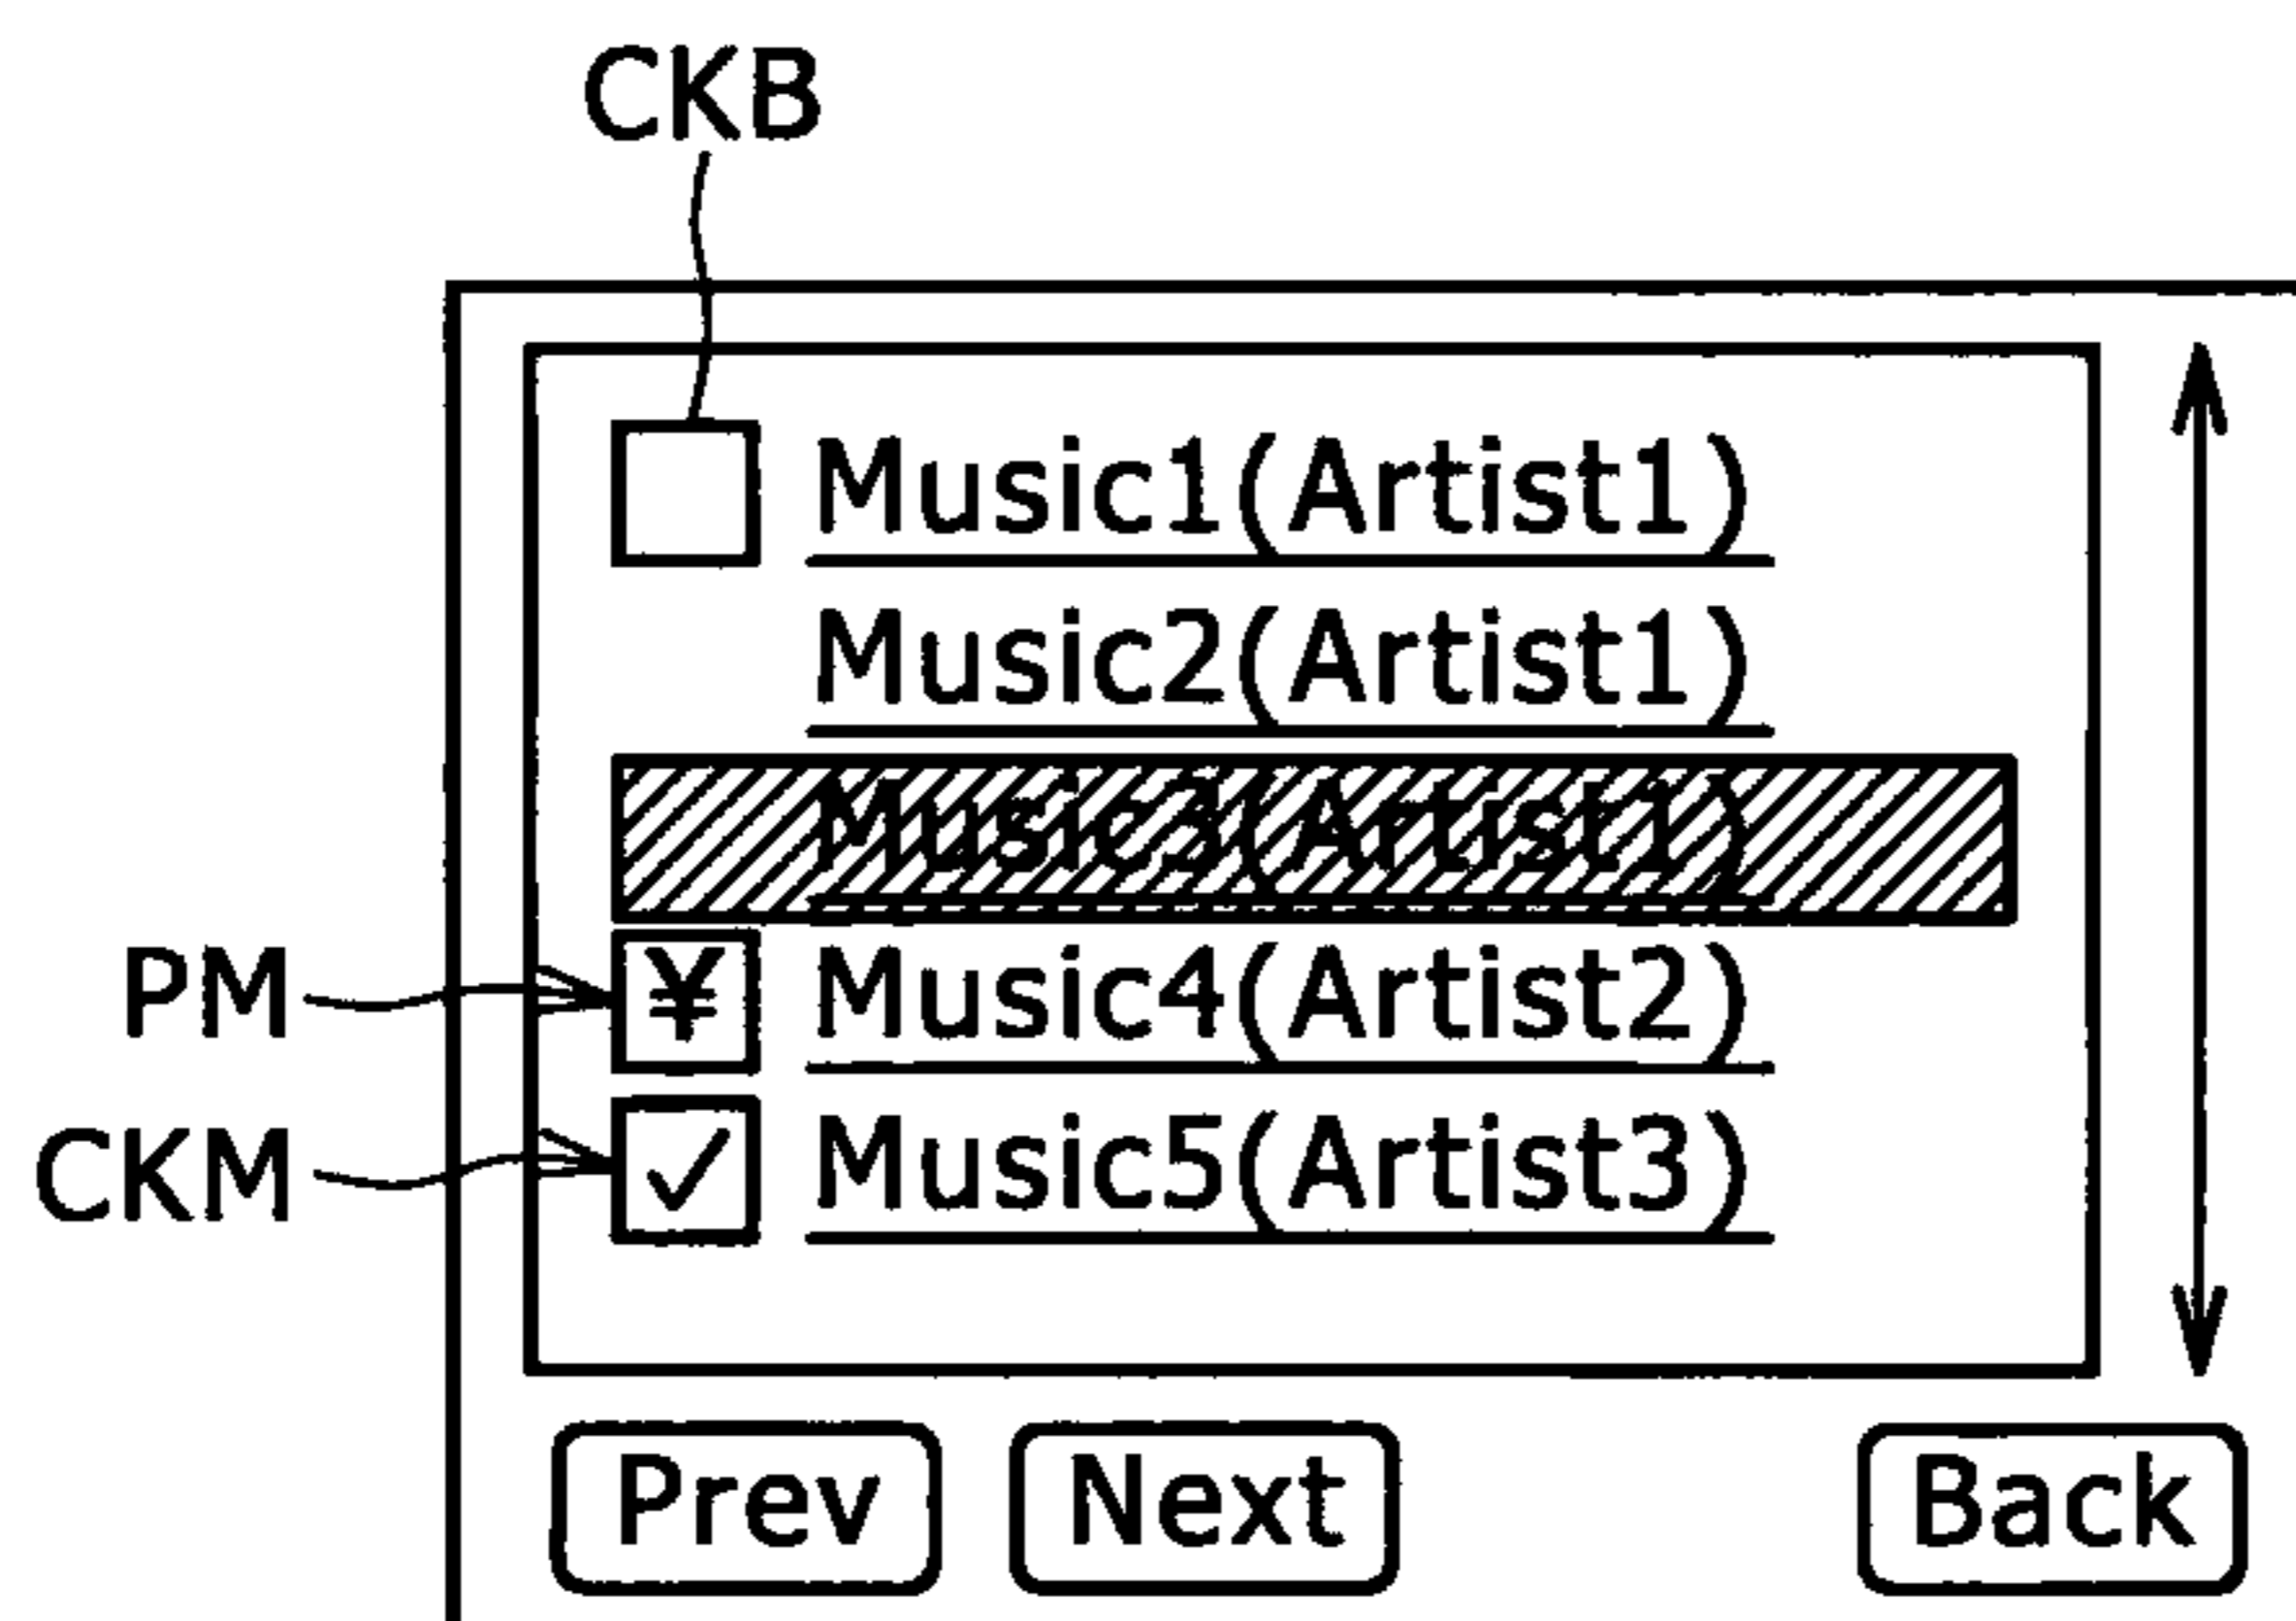 CKB
Music1(Artist1)
Music2(Artist1)
Music3(Artist1)
PM ¥ Music4(Artist2)
CKM ✓ Music5(Artist3)
Prev Next Back